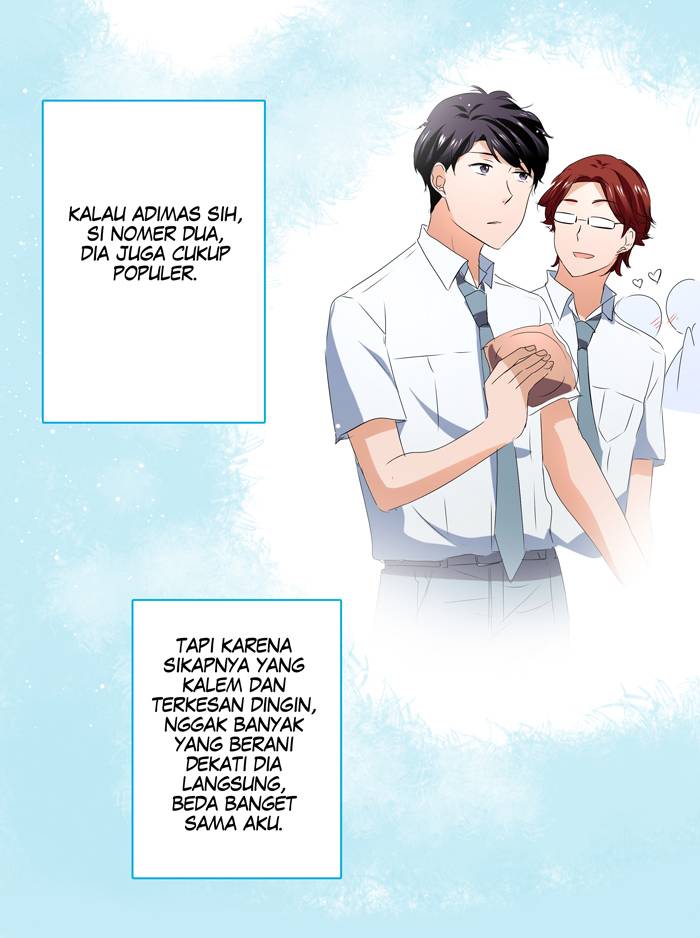 KALAU ADIMAS SIH,
SI NOMER DUA,
DIA JUGA CUKUP
POPULER.
TAPI KARENA
SIKAPNYA YANG
KALEM DAN
TERKESAN DINGIN,
NGGAK BANYAK
YANG BERANI
DEKATI DIA
LANGSUNG,
BEDA BANGET
SAMA AKU.